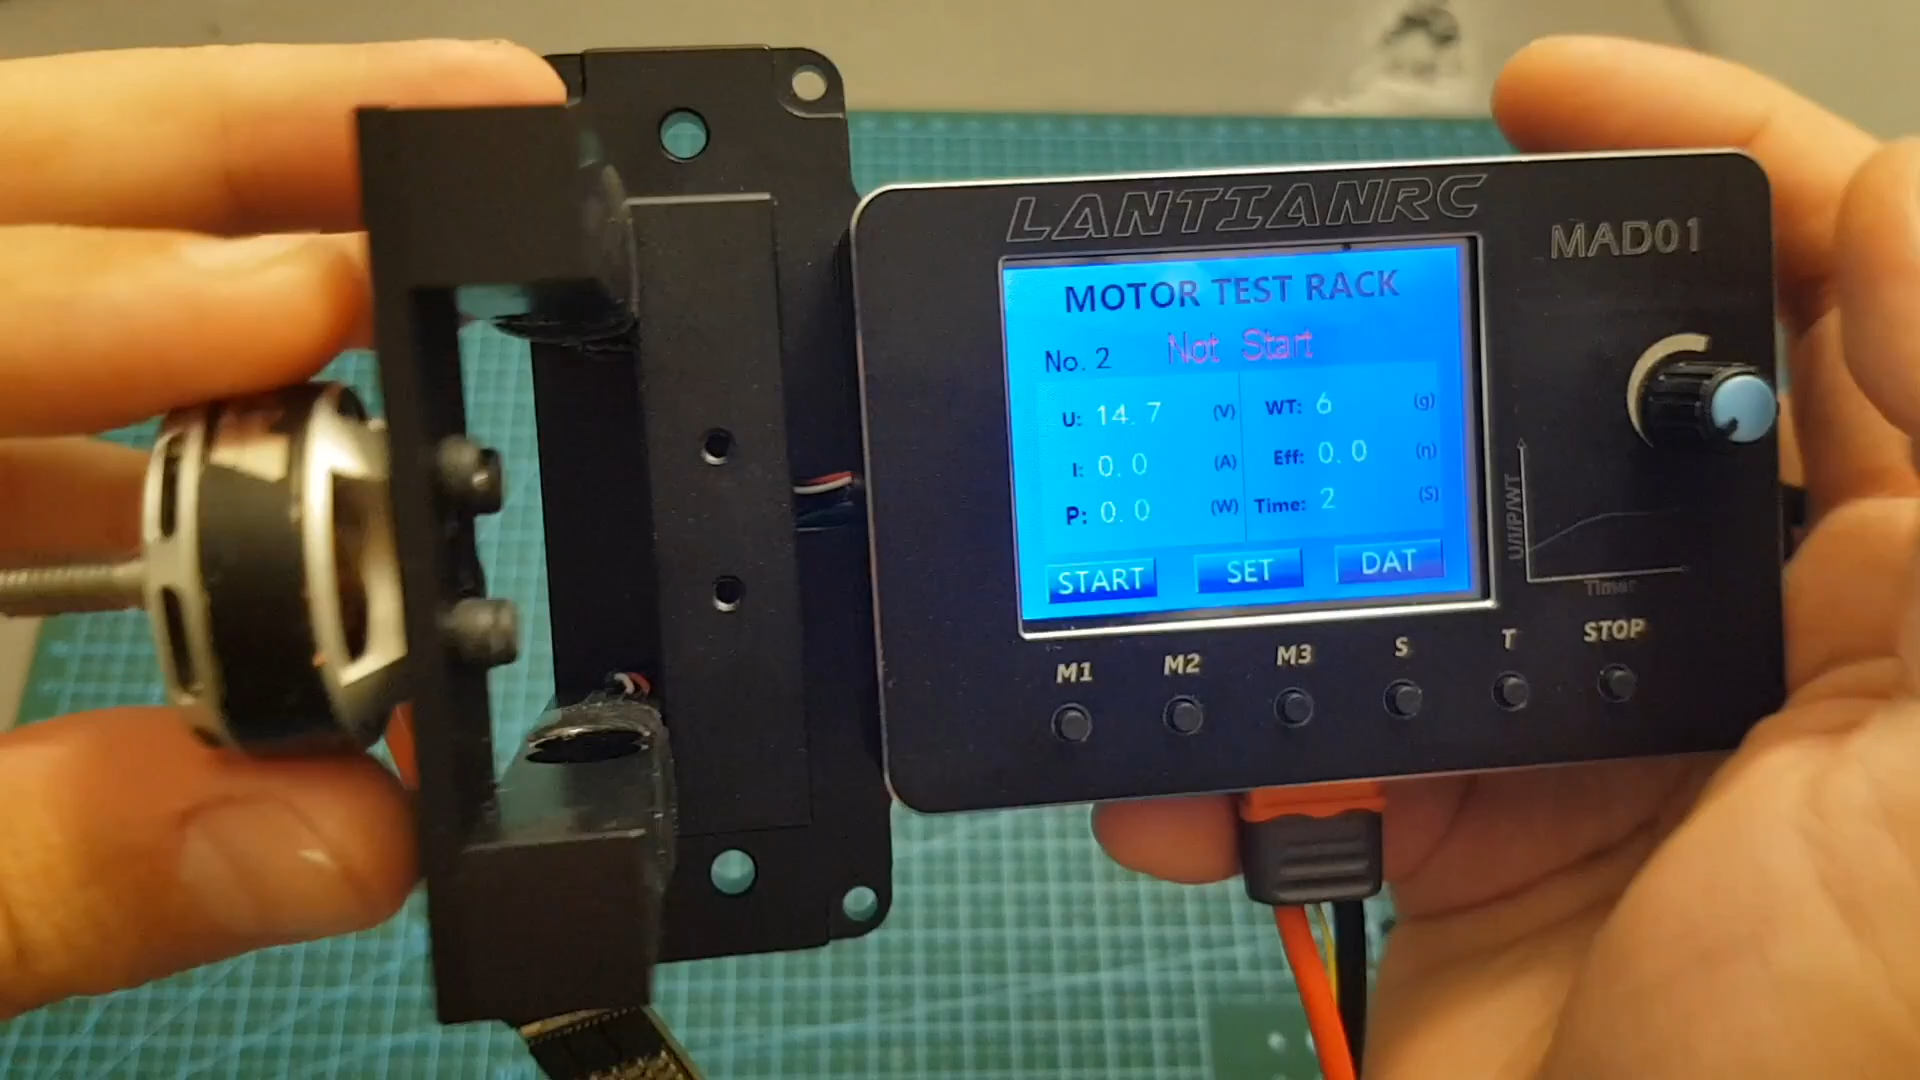 LANTIANRC
MAD01
MOTOR TEST RACK
No. 2 Not Start
U: 14.7 (V) WT: 6 (g)
I: 0.0 (A) Eff: 0.0 (η)
P: 0.0 (W) Time: 2 (S)
START SET DAT
U/I/P/WT
Timer
M1 M2 M3 S T STOP